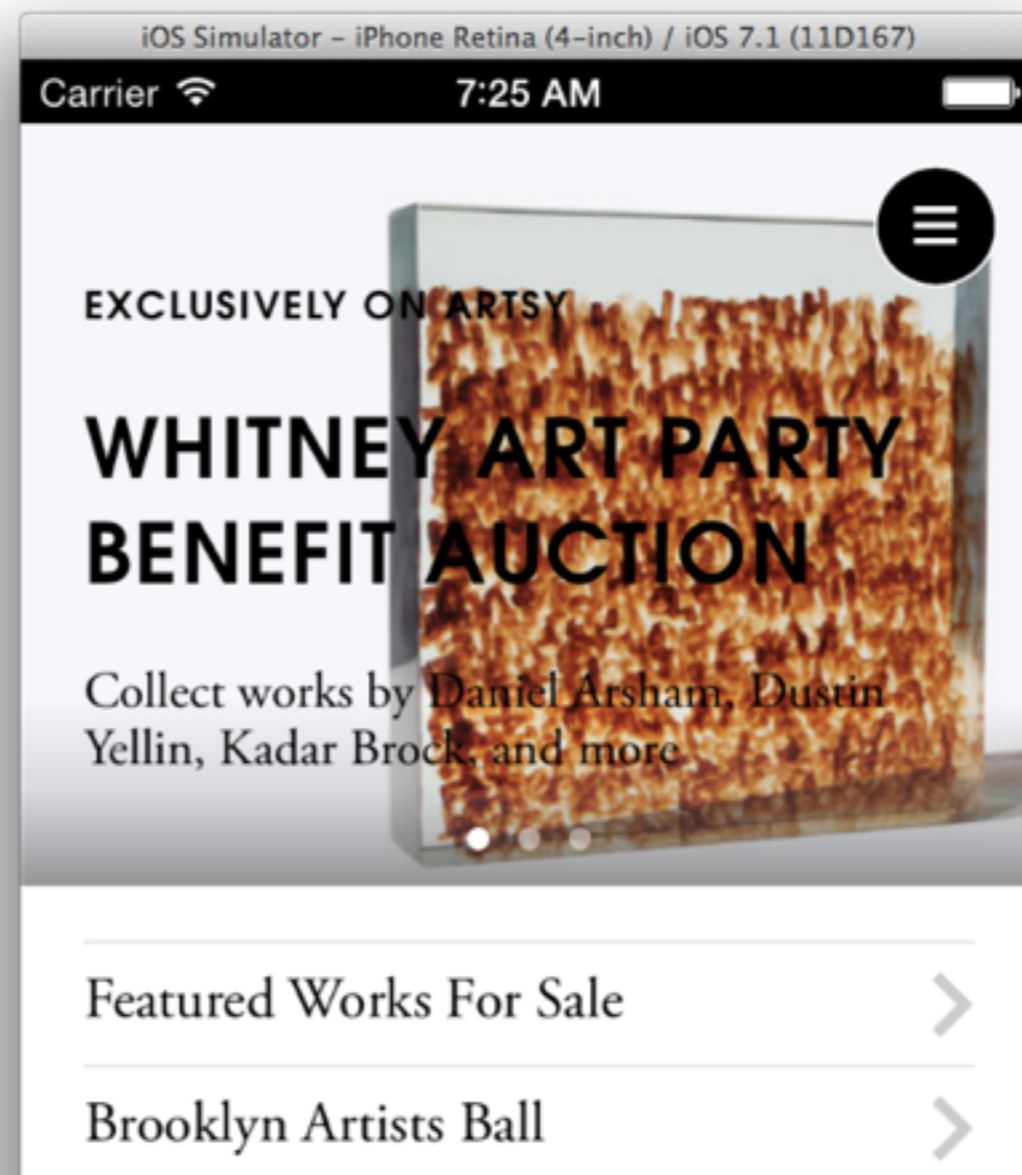 iOS Simulator – iPhone Retina (4-inch) / iOS 7.1 (11D167)
Carrier 7:25 AM
EXCLUSIVELY ON ARTSY
WHITNEY ART PARTY
BENEFIT AUCTION
Collect works by Daniel Arsham, Dustin
Yellin, Kadar Brock, and more
Featured Works For Sale
Brooklyn Artists Ball